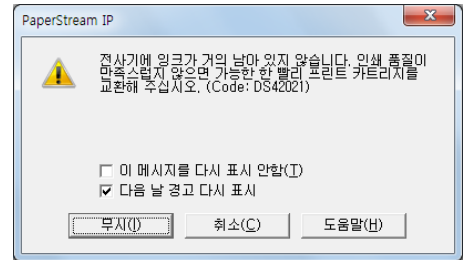 PaperStream IP
전사기에 잉크가 거의 남아 있지 않습니다. 인쇄 품질이
만족스럽지 않으면 가능한 한 빨리 프린트 카트리지를
교환해 주십시오. (Code: DS42021)
이 메시지를 다시 표시 안함(T)
다음 날 경고 다시 표시
무시(I) 취소(C) 도움말(H)